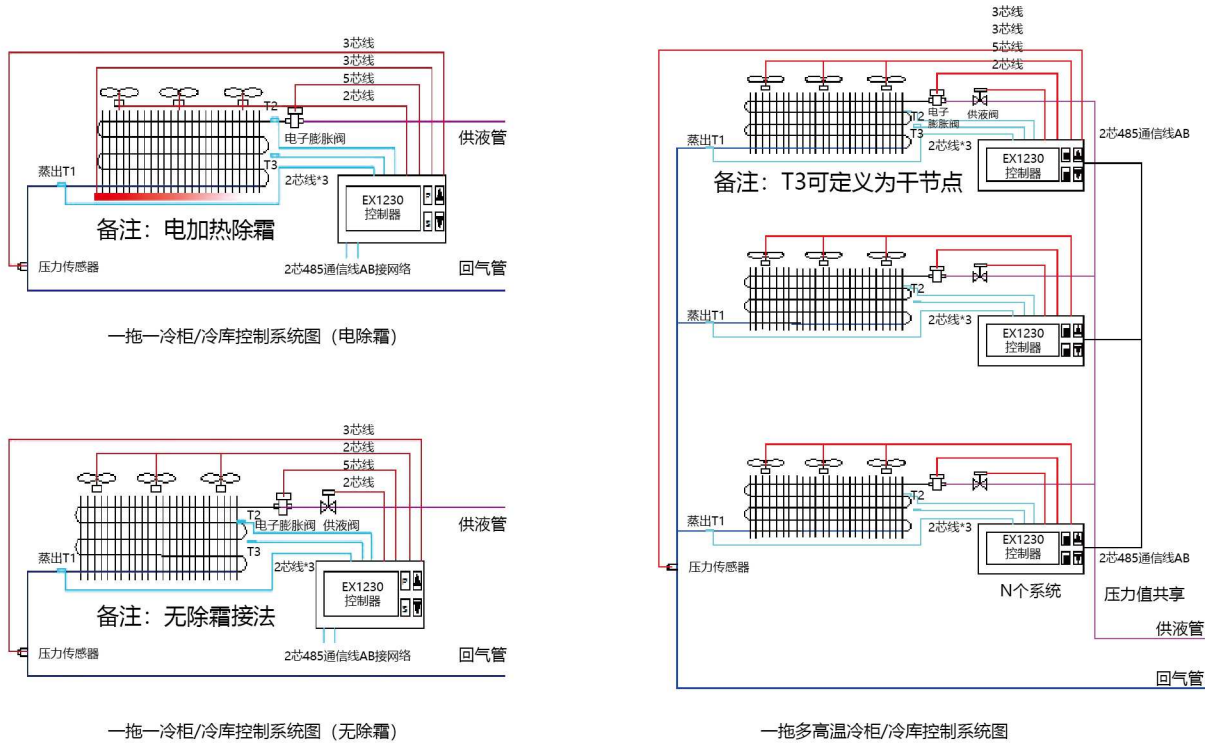 3芯线
3芯线
5芯线
2芯线
T2
电子膨胀阀
供液管
T3
蒸出T1
2芯线*3
EX1230
控制器
P
S
备注：电加热除霜
压力传感器
2芯485通信线AB接网络
回气管
一拖一冷柜/冷库控制系统图（电除霜）
3芯线
2芯线
5芯线
2芯线
T2
电子膨胀阀
供液阀
供液管
T3
蒸出T1
2芯线*3
EX1230
控制器
P
S
备注：无除霜接法
压力传感器
2芯485通信线AB接网络
回气管
一拖一冷柜/冷库控制系统图（无除霜）
3芯线
3芯线
5芯线
2芯线
电子
膨胀阀
供液阀
T2
T3
2芯485通信线AB
蒸出T1
2芯线*3
EX1230
控制器
备注：T3可定义为干节点
T2
蒸出T1
2芯线*3
EX1230
控制器
T2
蒸出T1
2芯线*3
EX1230
控制器
2芯485通信线AB
压力传感器
N个系统
压力值共享
供液管
回气管
一拖多高温冷柜/冷库控制系统图